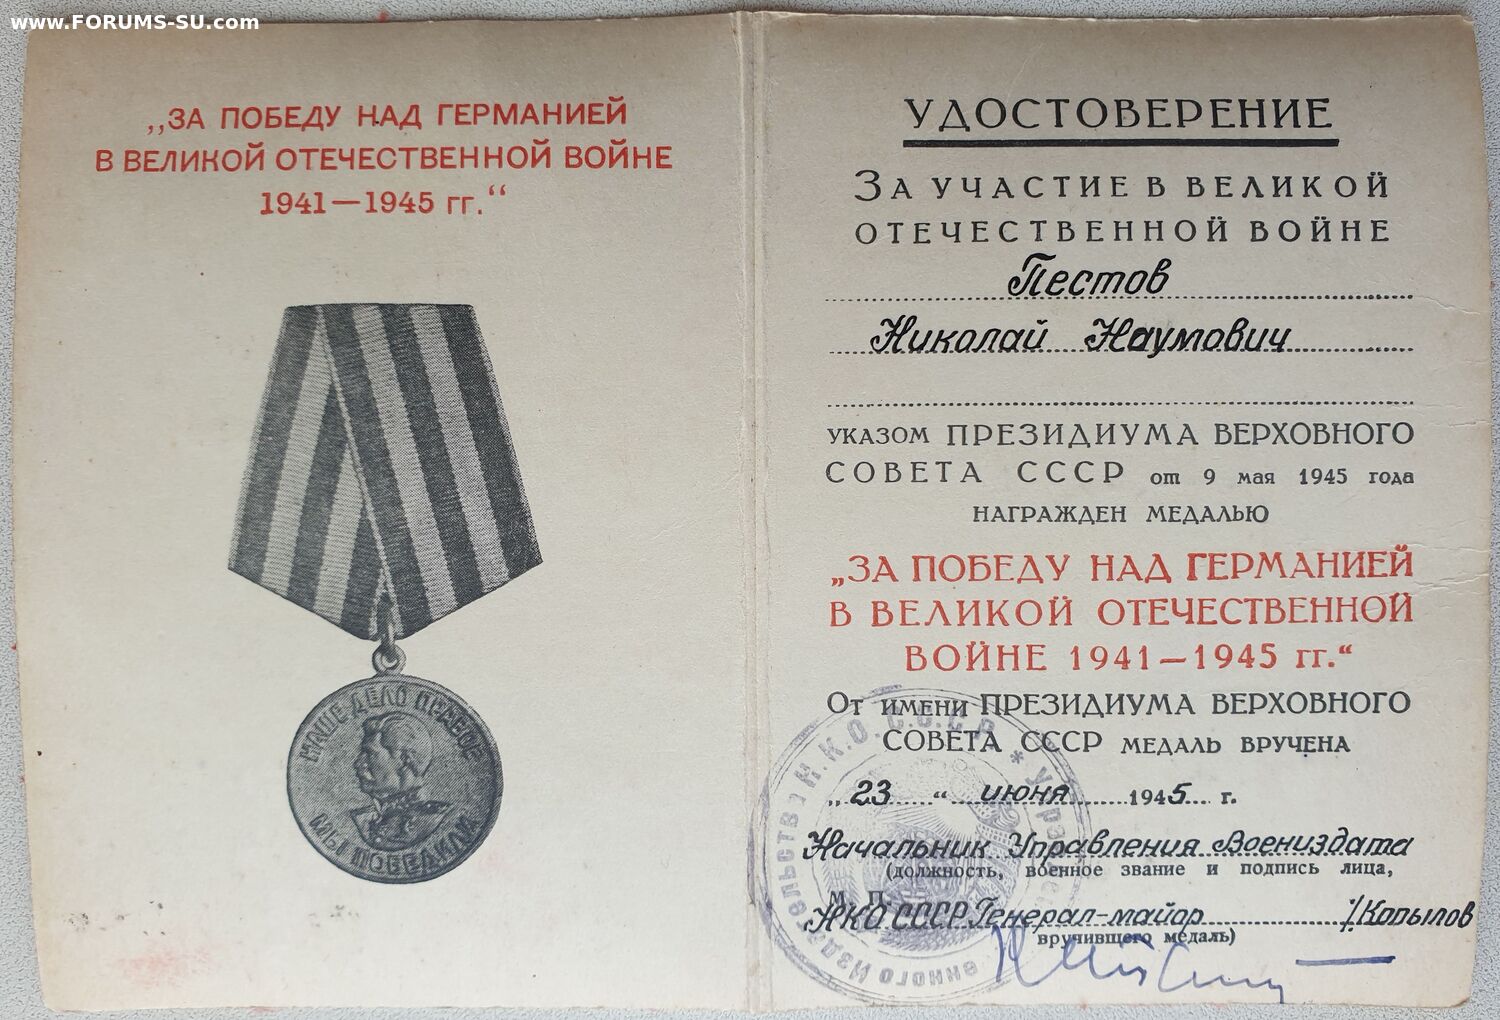 www.FORUMS-SU.com
„ЗА ПОБЕДУ НАД ГЕРМАНИЕЙ
В ВЕЛИКОЙ ОТЕЧЕСТВЕННОЙ ВОЙНЕ
1941—1945 гг.“
НАШЕ ДЕЛО ПРАВОЕ
МЫ ПОБЕДИЛИ
УДОСТОВЕРЕНИЕ
ЗА УЧАСТИЕ В ВЕЛИКОЙ
ОТЕЧЕСТВЕННОЙ ВОЙНЕ
Пестов
Николай Наумович
УКАЗОМ ПРЕЗИДИУМА ВЕРХОВНОГО
СОВЕТА СССР от 9 мая 1945 года
НАГРАЖДЕН МЕДАЛЬЮ
„ЗА ПОБЕДУ НАД ГЕРМАНИЕЙ
В ВЕЛИКОЙ ОТЕЧЕСТВЕННОЙ
ВОЙНЕ 1941—1945 гг.“
ОТ ИМЕНИ ПРЕЗИДИУМА ВЕРХОВНОГО
СОВЕТА СССР МЕДАЛЬ ВРУЧЕНА
„23“ июня 1945 г.
Начальник Управления Воениздата
(должность, военное звание и подпись лица,
М. П.
НКО СССР Генерал-майор /Копылов
вручившего медаль)
Н.К.О. С.С.С.Р. *